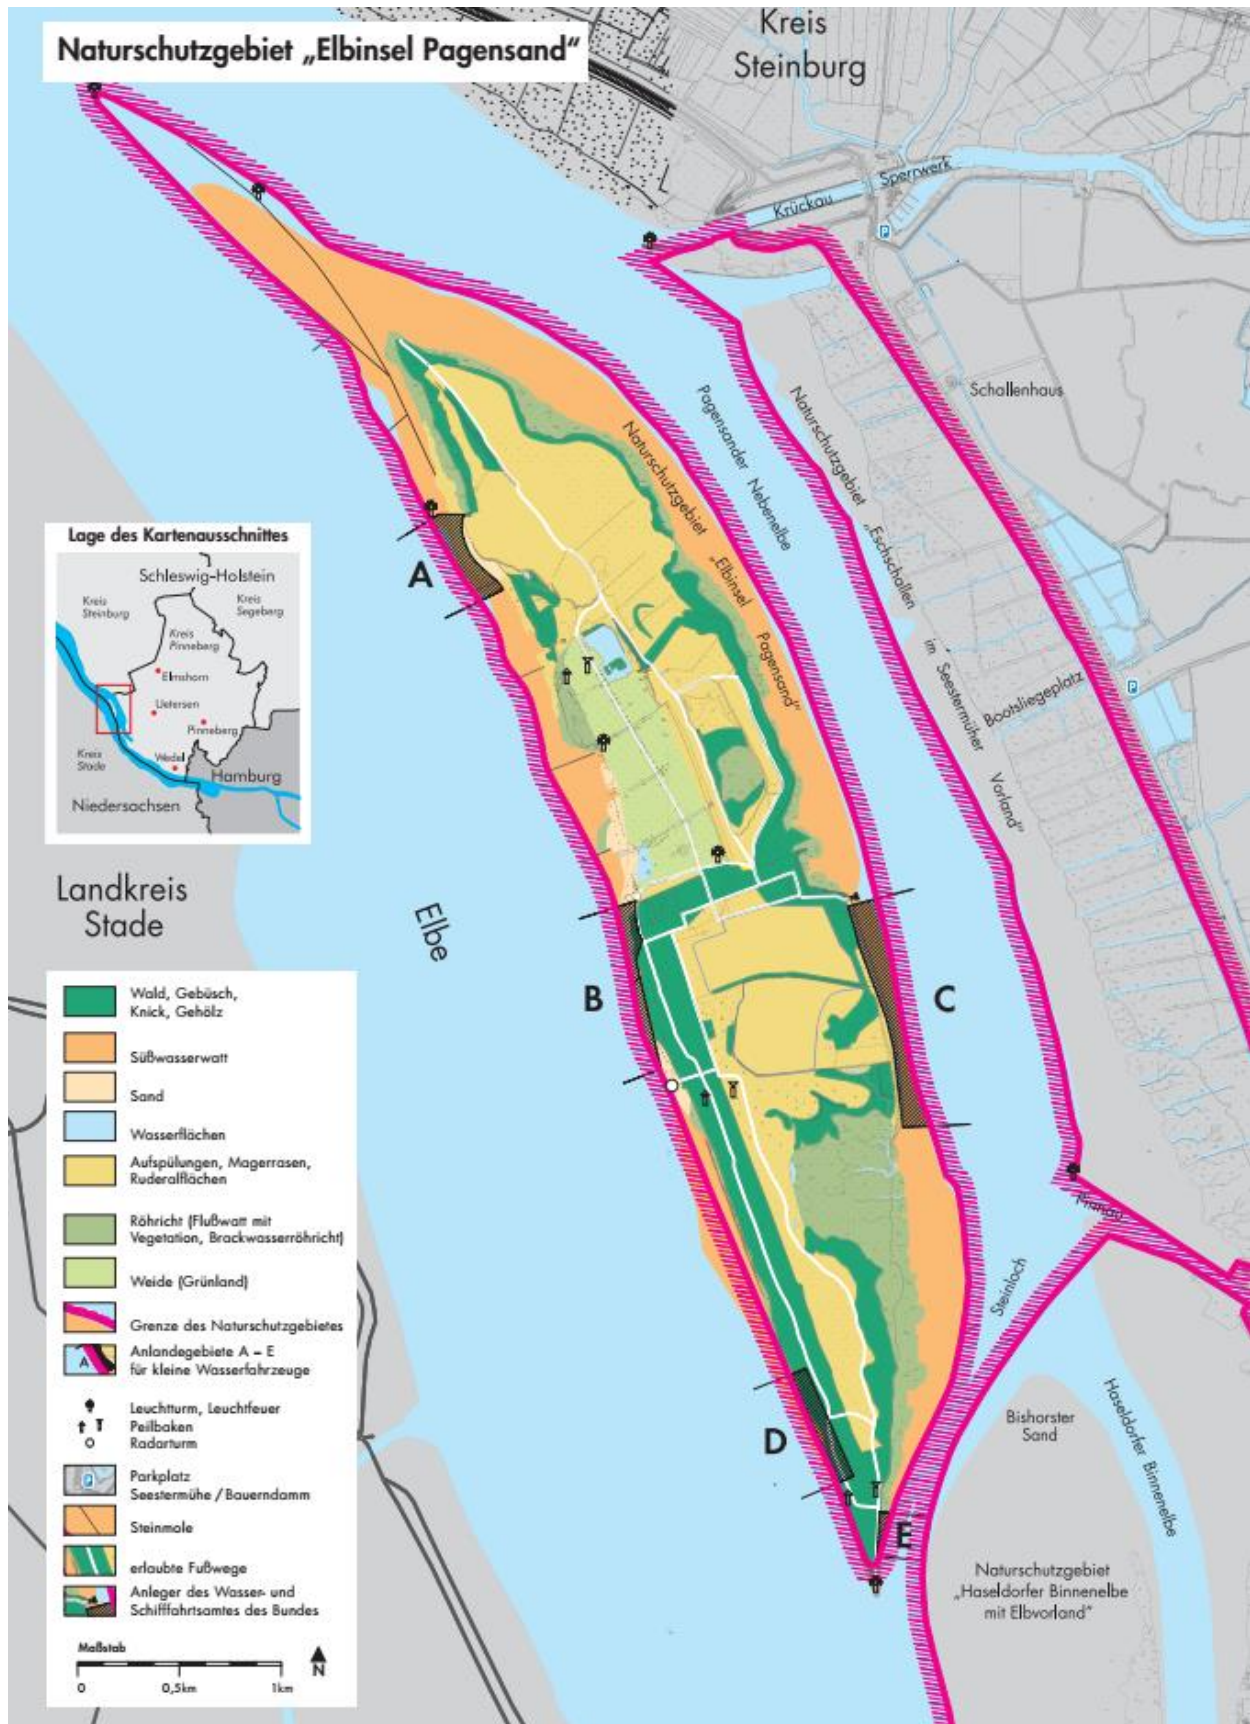 Naturschutzgebiet „Elbinsel Pagensand“
Kreis
Steinburg
Krückau
Sperrwerk
P
Schallenhaus
Pagensander Nebenelbe
Naturschutzgebiet
„Elbinsel
Pagensand“
Naturschutzgebiet
„Eschschallen
im Seestermüher
Vorland“
Bootsliegeplatz
P
A
Lage des Kartenausschnittes
Schleswig-Holstein
Kreis
Steinburg
Kreis
Segeberg
Kreis
Pinneberg
Elmshorn
Uetersen
Pinneberg
Kreis
Stade
Wedel
Hamburg
Niedersachsen
Landkreis
Stade
Elbe
B
C
Pinnau
Steinloch
D
E
Bishorster
Sand
Haseldorfer Binnenelbe
Naturschutzgebiet
„Haseldorfer Binnenelbe
mit Elbvorland“
Wald, Gebüsch,
Knick, Gehölz
Süßwasserwatt
Sand
Wasserflächen
Aufspülungen, Magerrasen,
Ruderalflächen
Röhricht (Flußwatt mit
Vegetation, Brackwasserröhricht)
Weide (Grünland)
Grenze des Naturschutzgebietes
A
Anlandegebiete A – E
für kleine Wasserfahrzeuge
Leuchtturm, Leuchtfeuer
Peilbaken
Radarturm
P
Parkplatz
Seestermühe / Bauerndamm
Steinmole
erlaubte Fußwege
Anleger des Wasser- und
Schifffahrtsamtes des Bundes
Maßstab
0 0,5km 1km
N